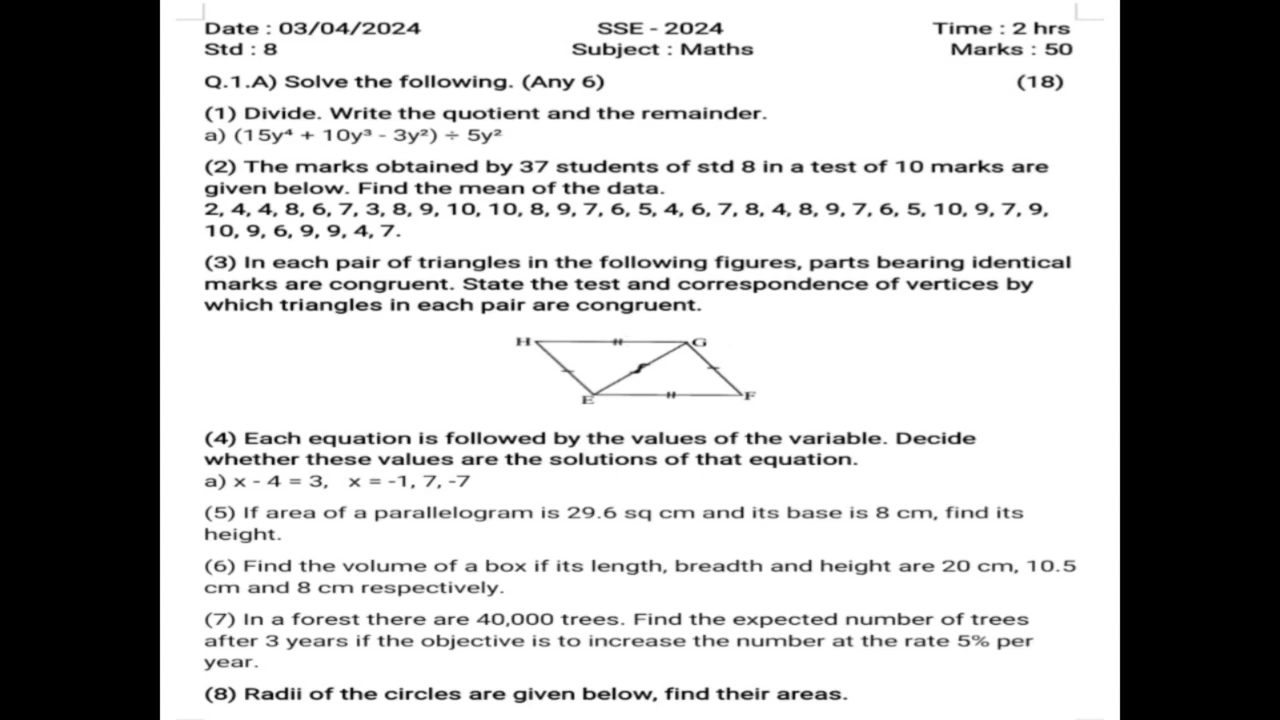 Date : 03/04/2024 SSE - 2024 Time : 2 hrs
Std : 8 Subject : Maths Marks : 50
Q.1.A) Solve the following. (Any 6) (18)
(1) Divide. Write the quotient and the remainder.
a) (15y⁴ + 10y³ - 3y²) ÷ 5y²
(2) The marks obtained by 37 students of std 8 in a test of 10 marks are
given below. Find the mean of the data.
2, 4, 4, 8, 6, 7, 3, 8, 9, 10, 10, 8, 9, 7, 6, 5, 4, 6, 7, 8, 4, 8, 9, 7, 6, 5, 10, 9, 7, 9,
10, 9, 6, 9, 9, 4, 7.
(3) In each pair of triangles in the following figures, parts bearing identical
marks are congruent. State the test and correspondence of vertices by
which triangles in each pair are congruent.
H G
E F
(4) Each equation is followed by the values of the variable. Decide
whether these values are the solutions of that equation.
a) x - 4 = 3, x = -1, 7, -7
(5) If area of a parallelogram is 29.6 sq cm and its base is 8 cm, find its
height.
(6) Find the volume of a box if its length, breadth and height are 20 cm, 10.5
cm and 8 cm respectively.
(7) In a forest there are 40,000 trees. Find the expected number of trees
after 3 years if the objective is to increase the number at the rate 5% per
year.
(8) Radii of the circles are given below, find their areas.